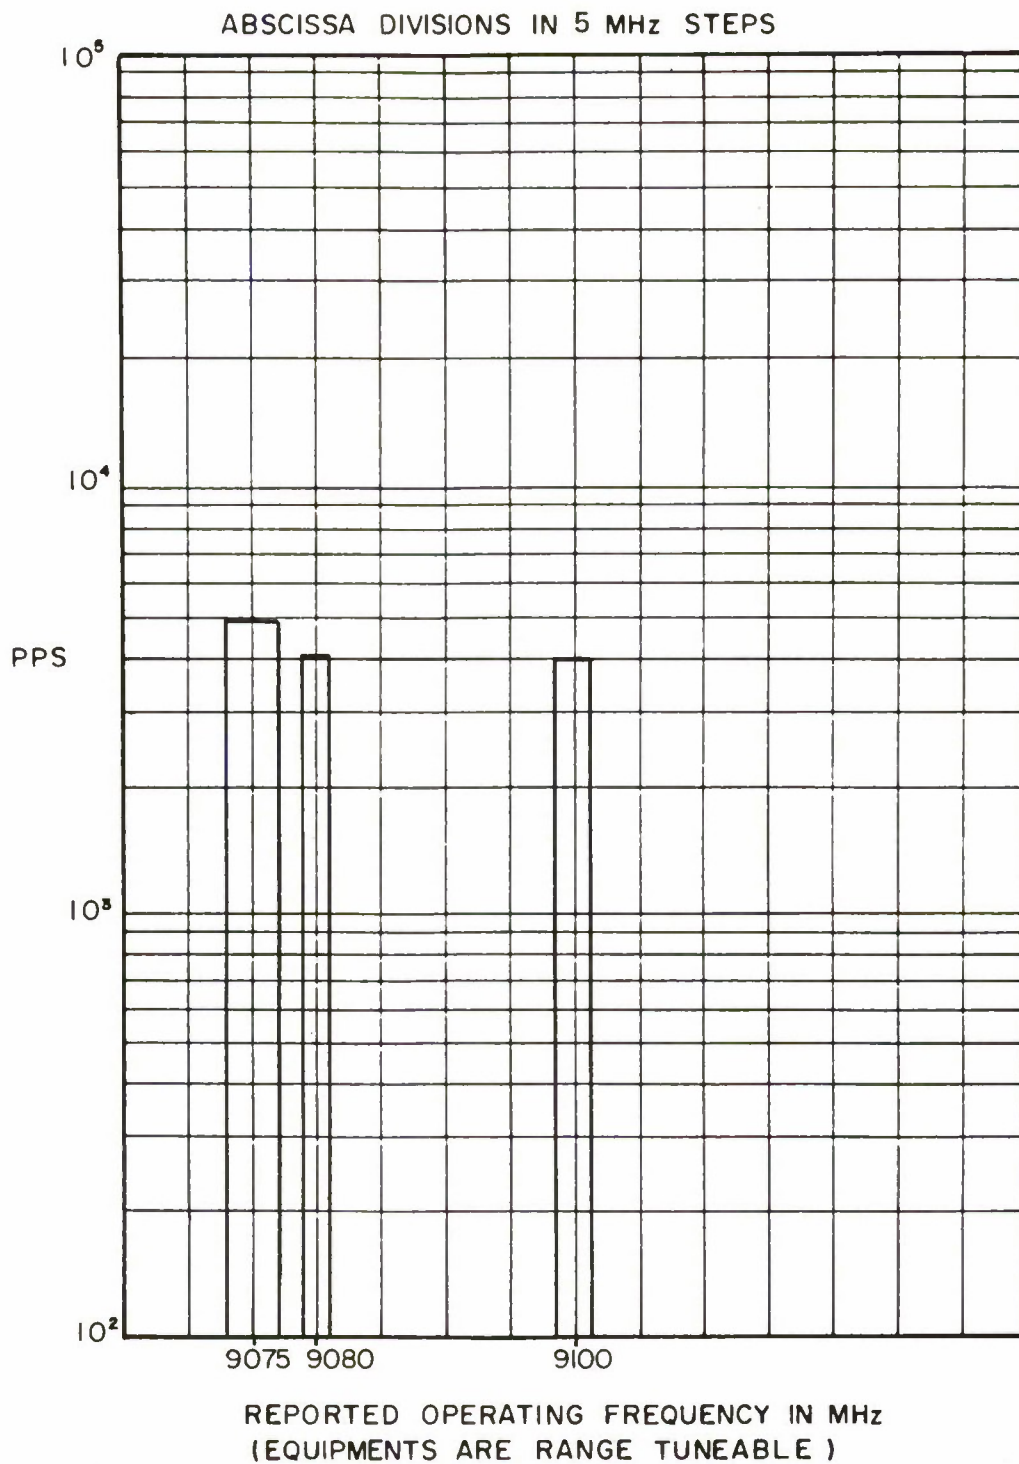 ABSCISSA DIVISIONS IN 5 MHz STEPS
10⁵
10⁴
PPS
10³
10²
9075 9080 9100
REPORTED OPERATING FREQUENCY IN MHz
(EQUIPMENTS ARE RANGE TUNEABLE )